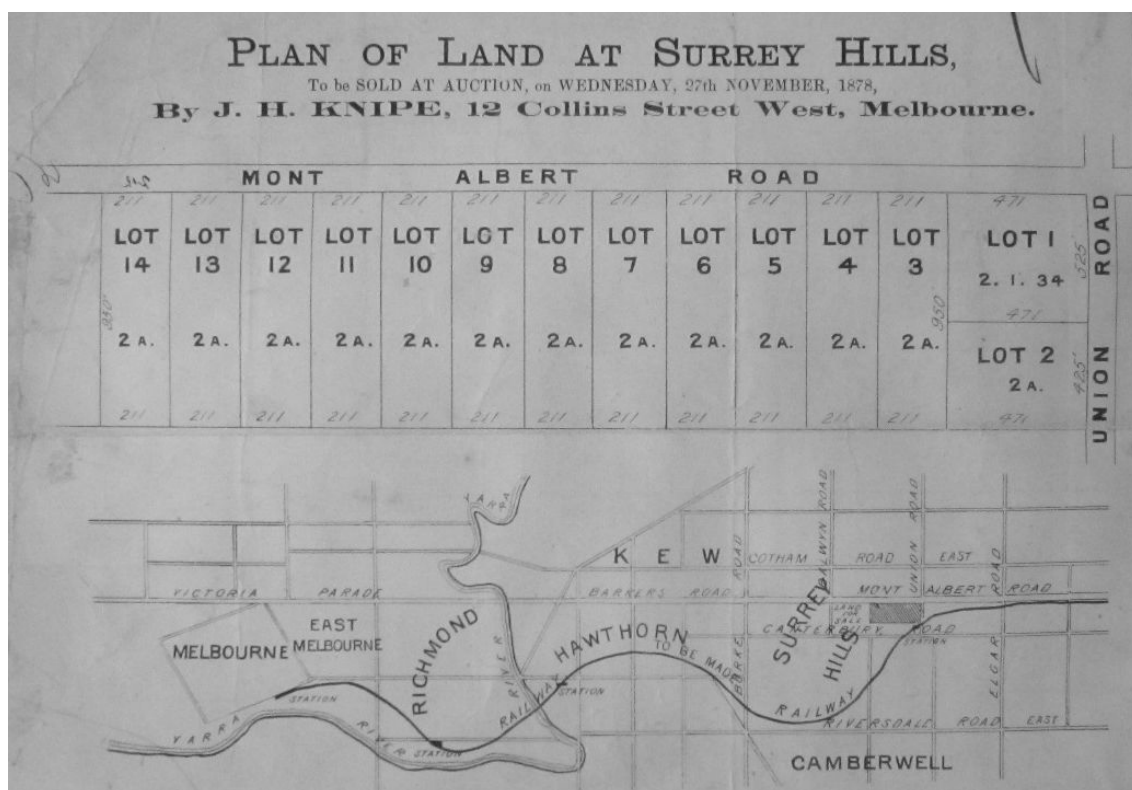 PLAN OF LAND AT SURREY HILLS,
To be SOLD AT AUCTION, on WEDNESDAY, 27th NOVEMBER, 1878,
By J. H. KNIPE, 12 Collins Street West, Melbourne.
MONT ALBERT ROAD
211 211 211 211 211 211 211 211 211 211 211 211 471
LOT 14 LOT 13 LOT 12 LOT 11 LOT 10 LOT 9 LOT 8 LOT 7 LOT 6 LOT 5 LOT 4 LOT 3 LOT 1
2. 1. 34
525'
471
950' 950'
2 A. 2 A. 2 A. 2 A. 2 A. 2 A. 2 A. 2 A. 2 A. 2 A. 2 A. 2 A.
LOT 2
2 A.
425'
211 211 211 211 211 211 211 211 211 211 211 211 471
UNION ROAD
YARRA
KEW
COTHAM ROAD EAST
BURKE ROAD
BALWYN ROAD
UNION ROAD
ELGAR ROAD
VICTORIA PARADE
BARKERS ROAD
MONT ALBERT ROAD
LAND FOR SALE
CANTERBURY ROAD
STATION
MELBOURNE
EAST MELBOURNE
RICHMOND
RIVER
HAWTHORN
TO BE MADE
SURREY HILLS
STATION
STATION
RAILWAY
RAILWAY
RIVERSDALE ROAD EAST
YARRA RIVER
STATION
CAMBERWELL